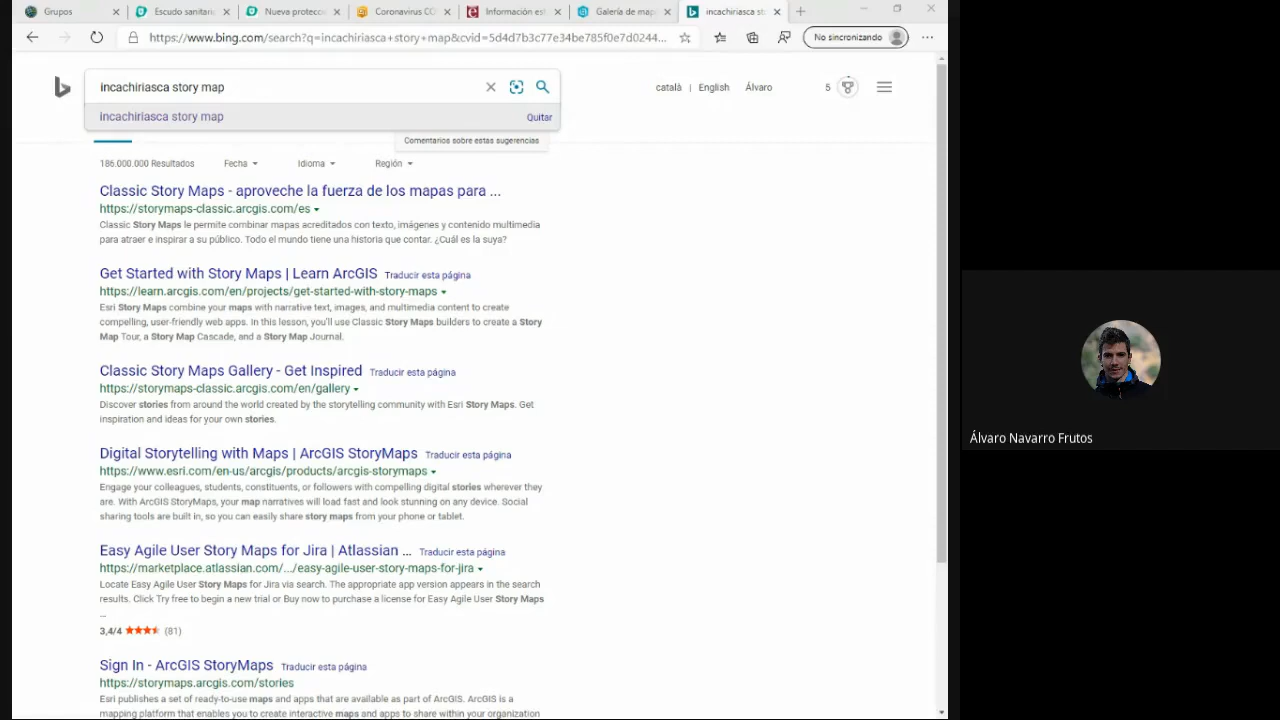 Grupos
Escudo sanitari
Nueva protecc
Coronavirus CO
Información est
Galería de map
incachiriasca st
https://www.bing.com/search?q=incachiriasca+story+map&cvid=5d4d7b3c77e34be785f0e7d0244...
No sincronizando
incachiriasca story map
català | English Álvaro 5
incachiriasca story map Quitar
Comentarios sobre estas sugerencias
186.000.000 Resultados Fecha Idioma Región
Classic Story Maps - aproveche la fuerza de los mapas para ...
https://storymaps-classic.arcgis.com/es
Classic Story Maps le permite combinar mapas acreditados con texto, imágenes y contenido multimedia
para atraer e inspirar a su público. Todo el mundo tiene una historia que contar. ¿Cuál es la suya?
Get Started with Story Maps | Learn ArcGIS Traducir esta página
https://learn.arcgis.com/en/projects/get-started-with-story-maps
Esri Story Maps combine your maps with narrative text, images, and multimedia content to create
compelling, user-friendly web apps. In this lesson, you'll use Classic Story Maps builders to create a Story
Map Tour, a Story Map Cascade, and a Story Map Journal.
Classic Story Maps Gallery - Get Inspired Traducir esta página
https://storymaps-classic.arcgis.com/en/gallery
Discover stories from around the world created by the storytelling community with Esri Story Maps. Get
inspiration and ideas for your own stories.
Digital Storytelling with Maps | ArcGIS StoryMaps Traducir esta página
https://www.esri.com/en-us/arcgis/products/arcgis-storymaps
Engage your colleagues, students, constituents, or followers with compelling digital stories wherever they
are. With ArcGIS StoryMaps, your map narratives will load fast and look stunning on any device. Social
sharing tools are built in, so you can easily share story maps from your phone or tablet.
Easy Agile User Story Maps for Jira | Atlassian ... Traducir esta página
https://marketplace.atlassian.com/.../easy-agile-user-story-maps-for-jira
Locate Easy Agile User Story Maps for Jira via search. The appropriate app version appears in the search
results. Click Try free to begin a new trial or Buy now to purchase a license for Easy Agile User Story Maps
...
3,4/4 (81)
Sign In - ArcGIS StoryMaps Traducir esta página
https://storymaps.arcgis.com/stories
Esri publishes a set of ready-to-use maps and apps that are available as part of ArcGIS. ArcGIS is a
mapping platform that enables you to create interactive maps and apps to share within your organization
Álvaro Navarro Frutos